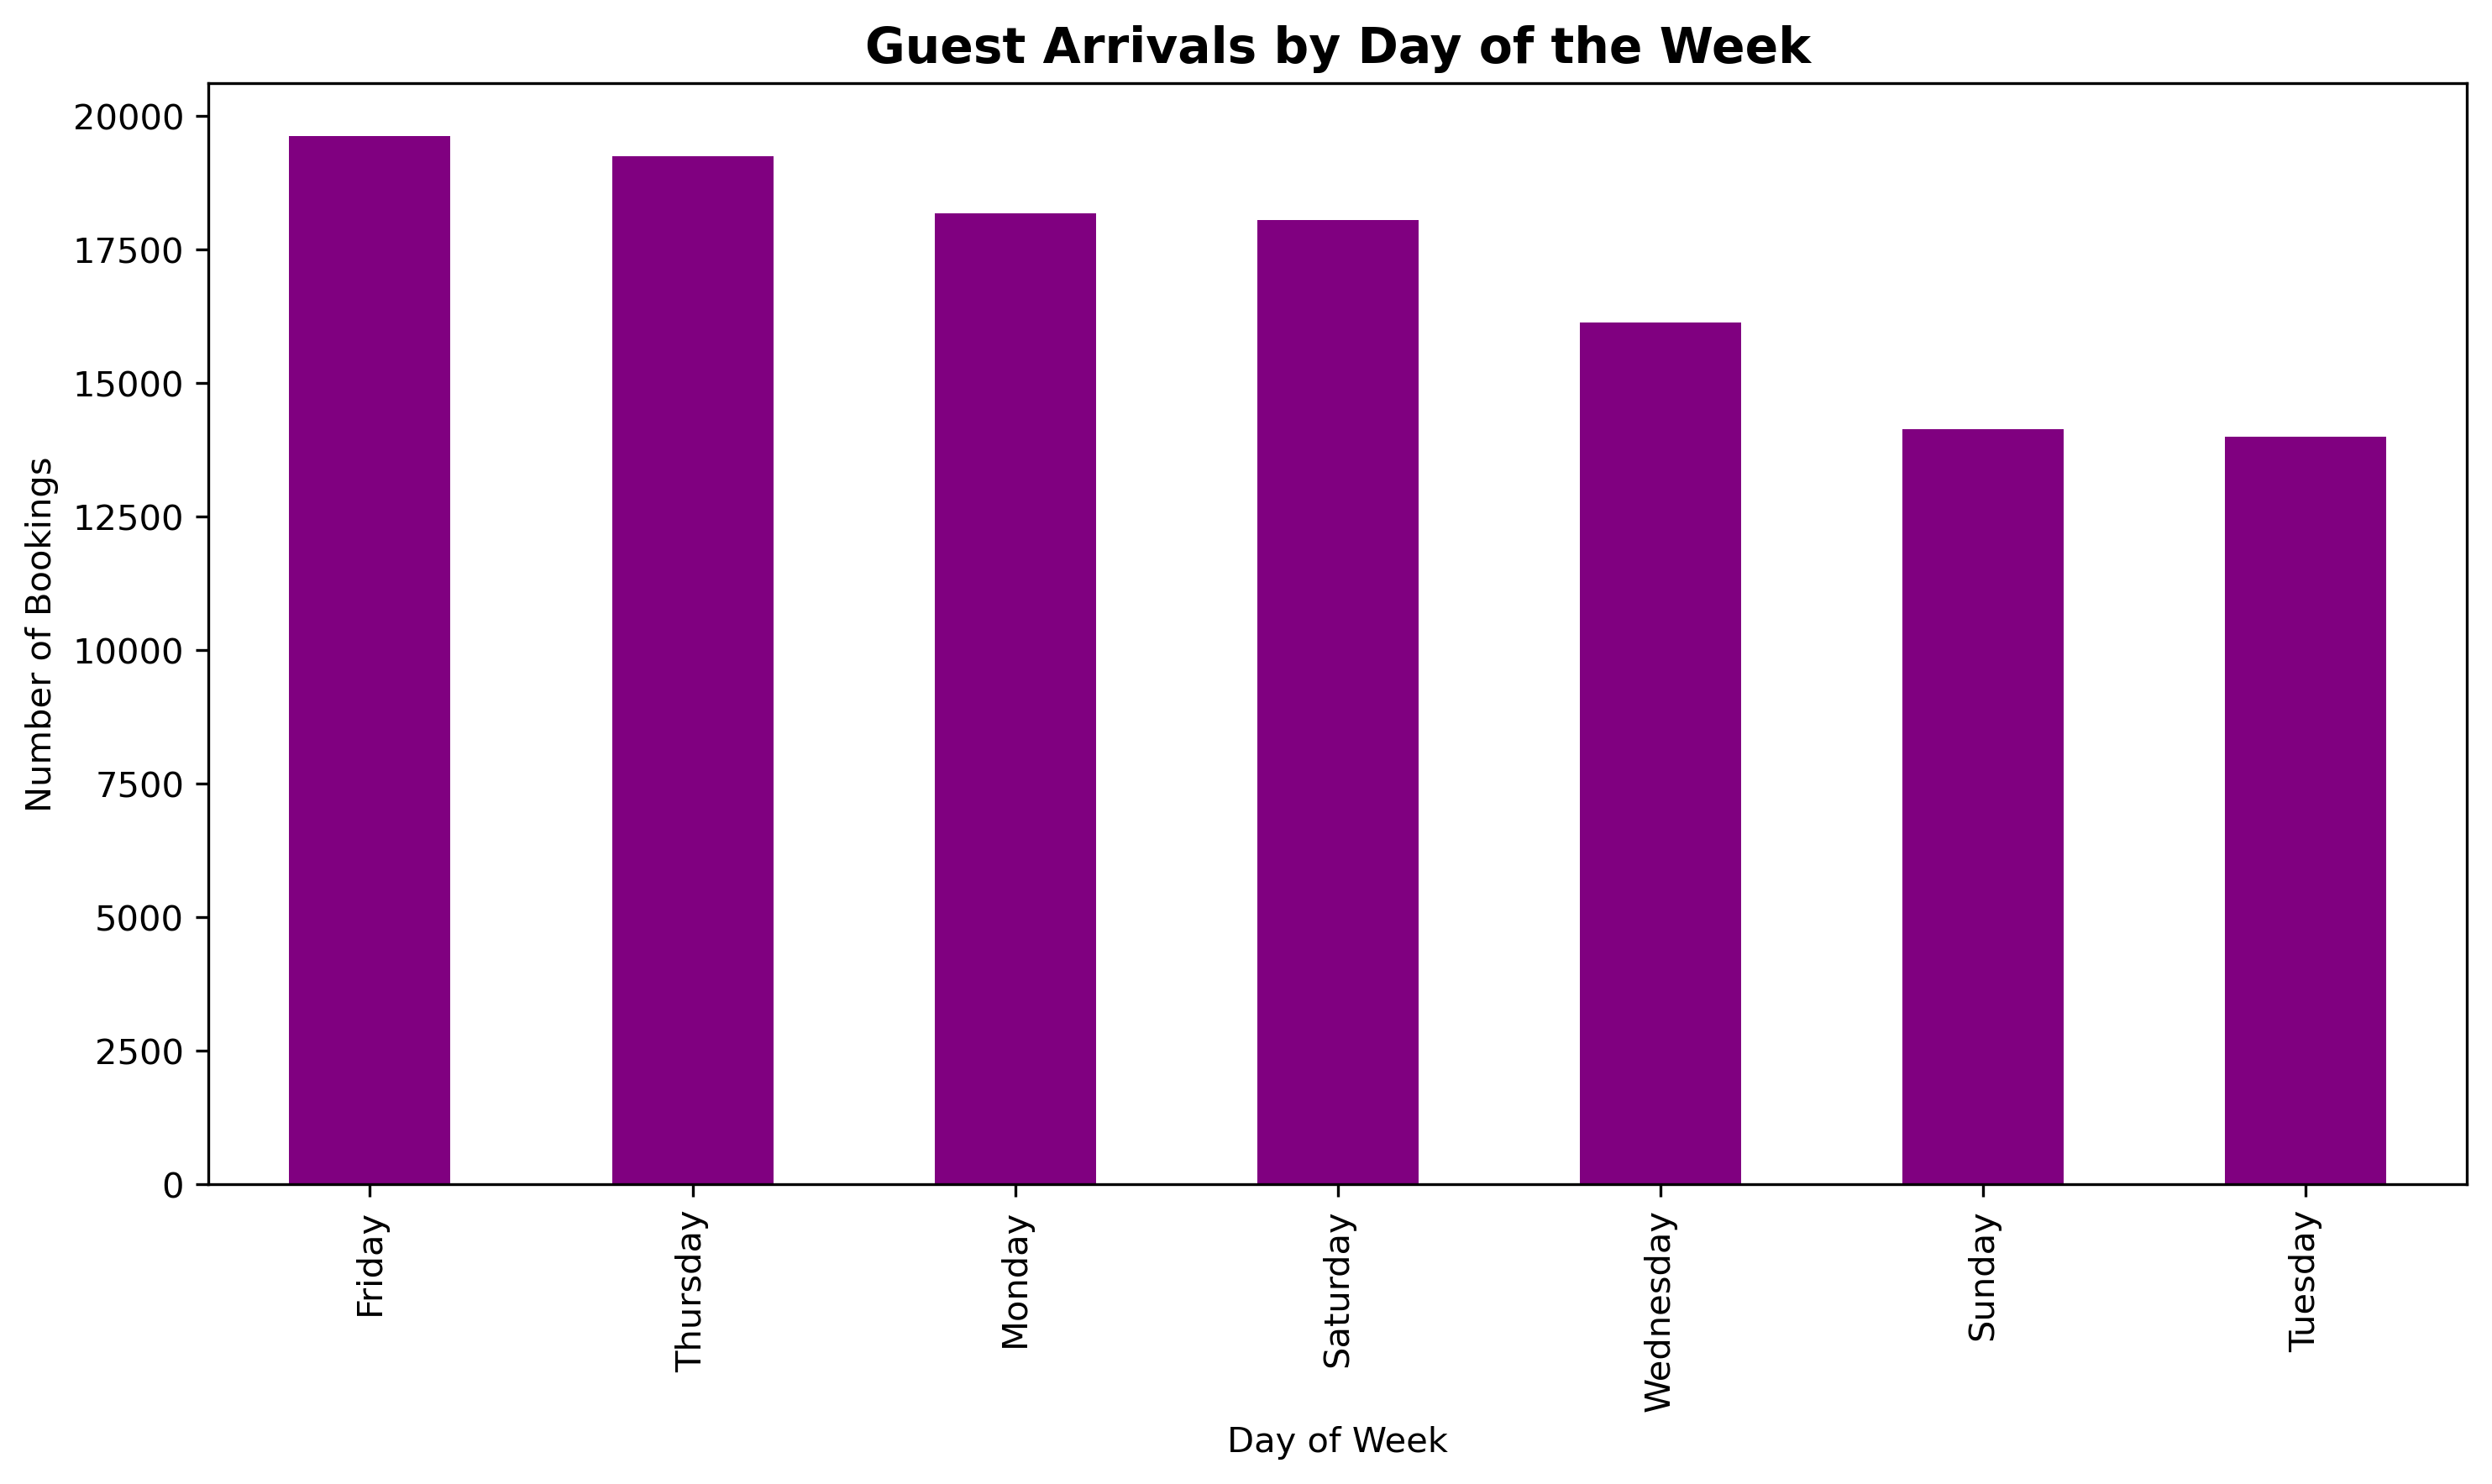 Guest Arrivals by Day of the Week
Number of Bookings
20000
17500
15000
12500
10000
7500
5000
2500
0
Friday
Thursday
Monday
Saturday
Wednesday
Sunday
Tuesday
Day of Week